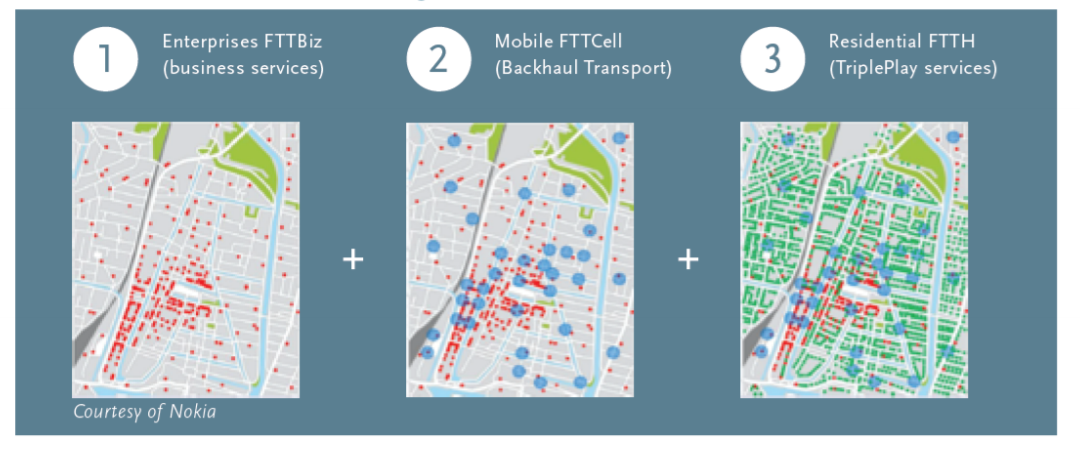 1
Enterprises FTTBiz
(business services)
2
Mobile FTTCell
(Backhaul Transport)
3
Residential FTTH
(TriplePlay services)
+
+
Courtesy of Nokia